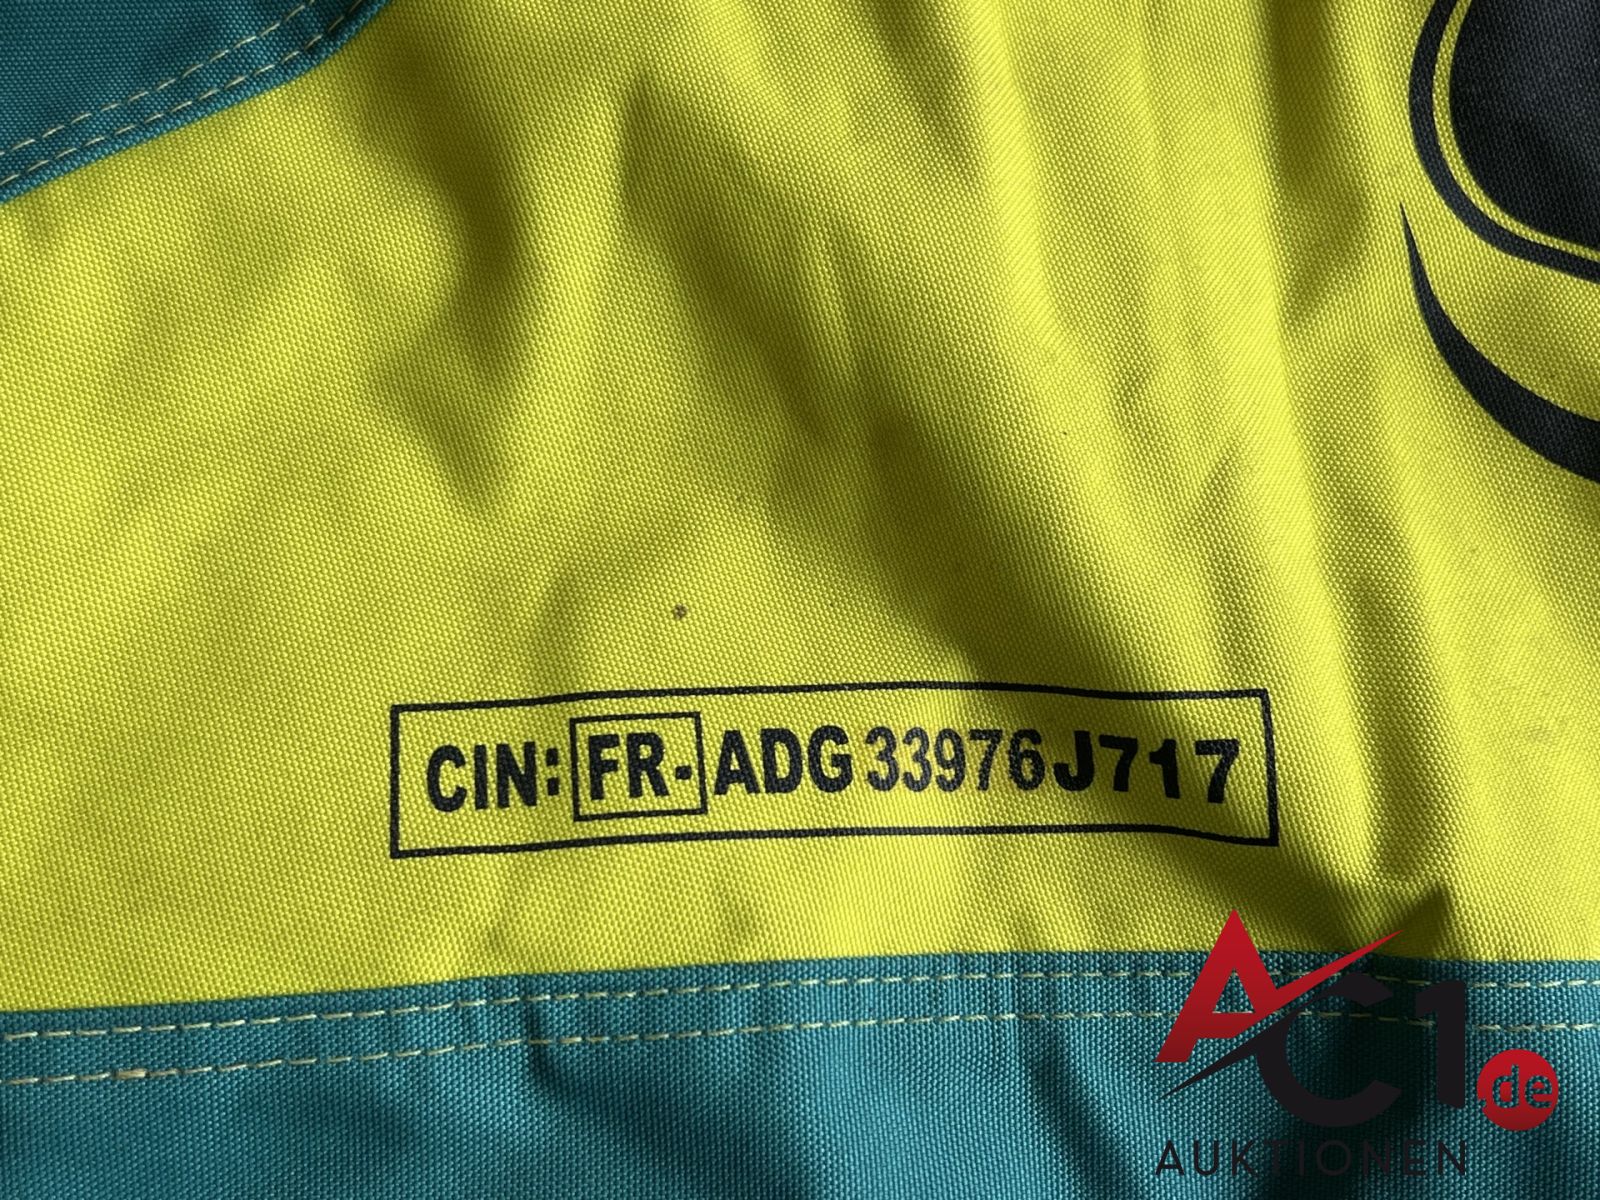 CIN: FR- ADG 33976J717
AC1.de
AUKTIONEN